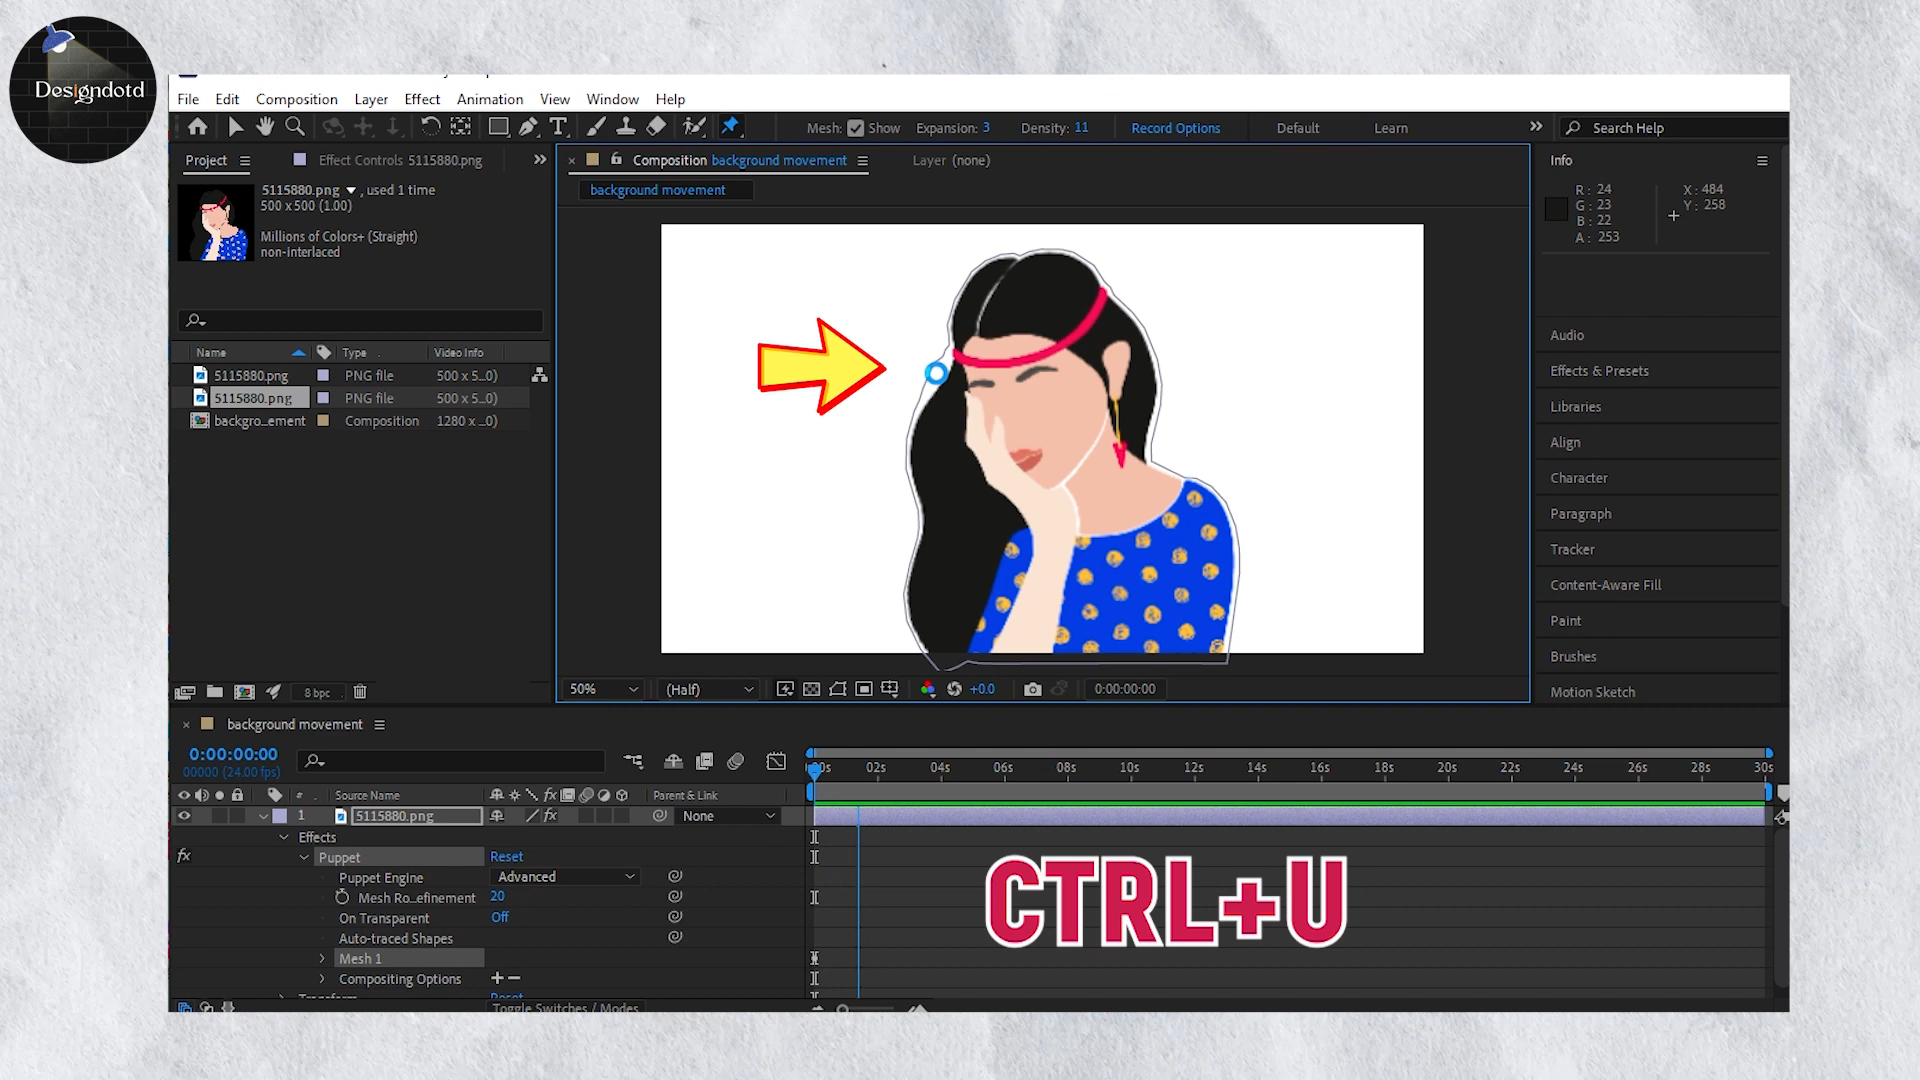 Designdotd
File Edit Composition Layer Effect Animation View Window Help
Mesh: Show Expansion: 3 Density: 11 Record Options Default Learn Search Help
Project Effect Controls 5115880.png
Composition background movement Layer (none)
Info
background movement
5115880.png , used 1 time
500 x 500 (1.00)
Millions of Colors+ (Straight)
non-interlaced
R: 24 X: 484
G: 23 Y: 258
B: 22
A: 253
Name Type Video Info
5115880.png PNG file 500 x 5...0)
5115880.png PNG file 500 x 5...0)
backgro...ement Composition 1280 x ...0)
Audio
Effects & Presets
Libraries
Align
Character
Paragraph
Tracker
Content-Aware Fill
Paint
Brushes
Motion Sketch
8 bpc
50% (Half) +0.0 0:00:00:00
background movement
0:00:00:00
00000 (24.00 fps)
00s 02s 04s 06s 08s 10s 12s 14s 16s 18s 20s 22s 24s 26s 28s 30s
# Source Name fx Parent & Link
1 5115880.png fx None
Effects
fx Puppet Reset
Puppet Engine Advanced
Mesh Ro...efinement 20
On Transparent Off
Auto-traced Shapes
Mesh 1
Compositing Options
Transform Reset
Toggle Switches / Modes
CTRL+U